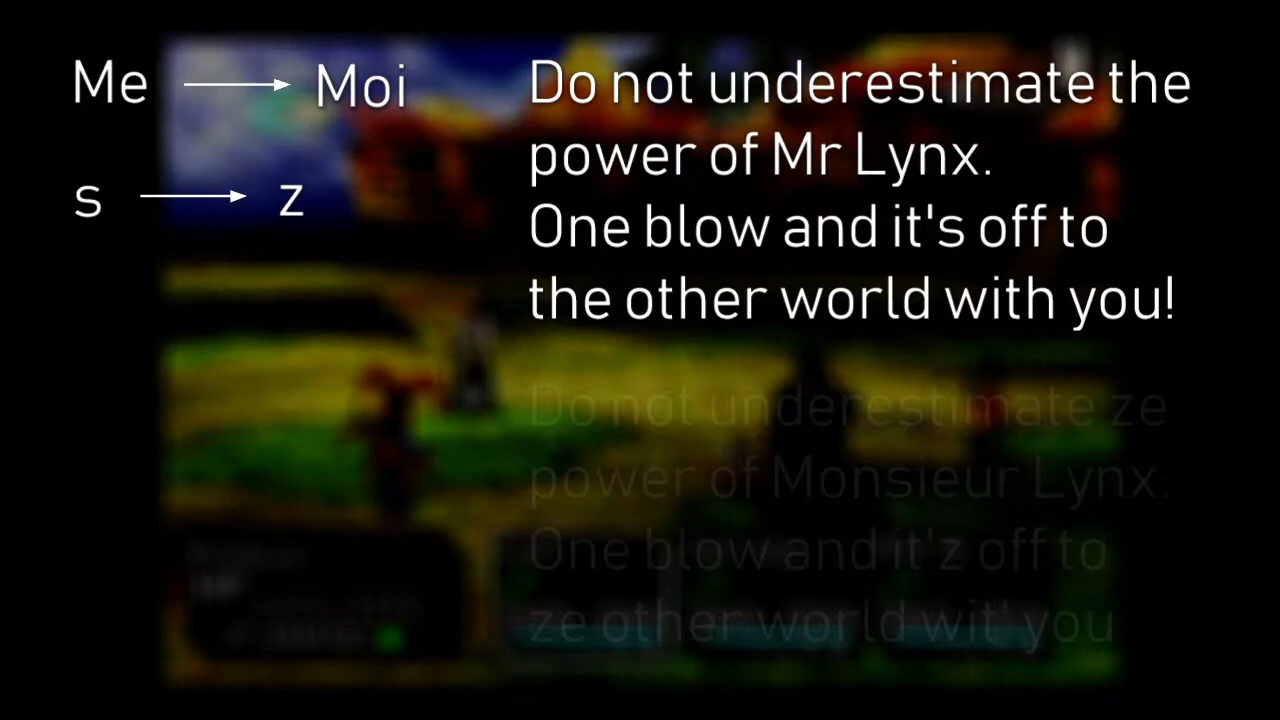 Me → Moi
s → z
Do not underestimate the
power of Mr Lynx.
One blow and it's off to
the other world with you!
Do not underestimate ze
power of Monsieur Lynx.
One blow and it'z off to
ze other world wit' you